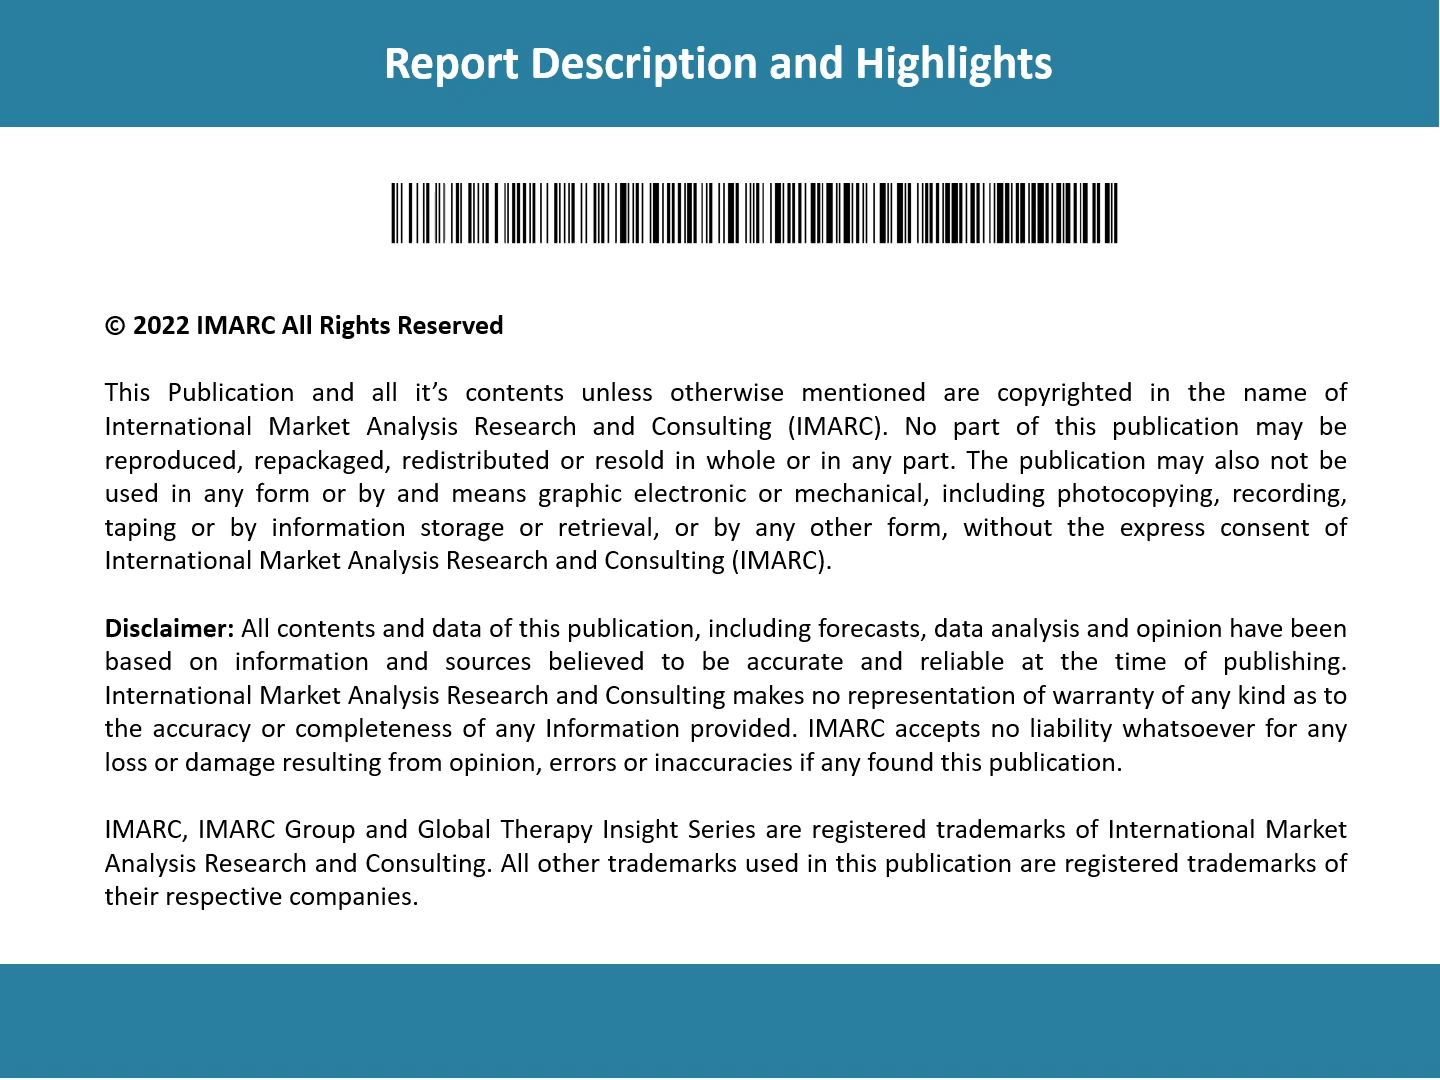 Report Description and Highlights
© 2022 IMARC All Rights Reserved
This Publication and all it’s contents unless otherwise mentioned are copyrighted in the name of
International Market Analysis Research and Consulting (IMARC). No part of this publication may be
reproduced, repackaged, redistributed or resold in whole or in any part. The publication may also not be
used in any form or by and means graphic electronic or mechanical, including photocopying, recording,
taping or by information storage or retrieval, or by any other form, without the express consent of
International Market Analysis Research and Consulting (IMARC).
Disclaimer: All contents and data of this publication, including forecasts, data analysis and opinion have been
based on information and sources believed to be accurate and reliable at the time of publishing.
International Market Analysis Research and Consulting makes no representation of warranty of any kind as to
the accuracy or completeness of any Information provided. IMARC accepts no liability whatsoever for any
loss or damage resulting from opinion, errors or inaccuracies if any found this publication.
IMARC, IMARC Group and Global Therapy Insight Series are registered trademarks of International Market
Analysis Research and Consulting. All other trademarks used in this publication are registered trademarks of
their respective companies.